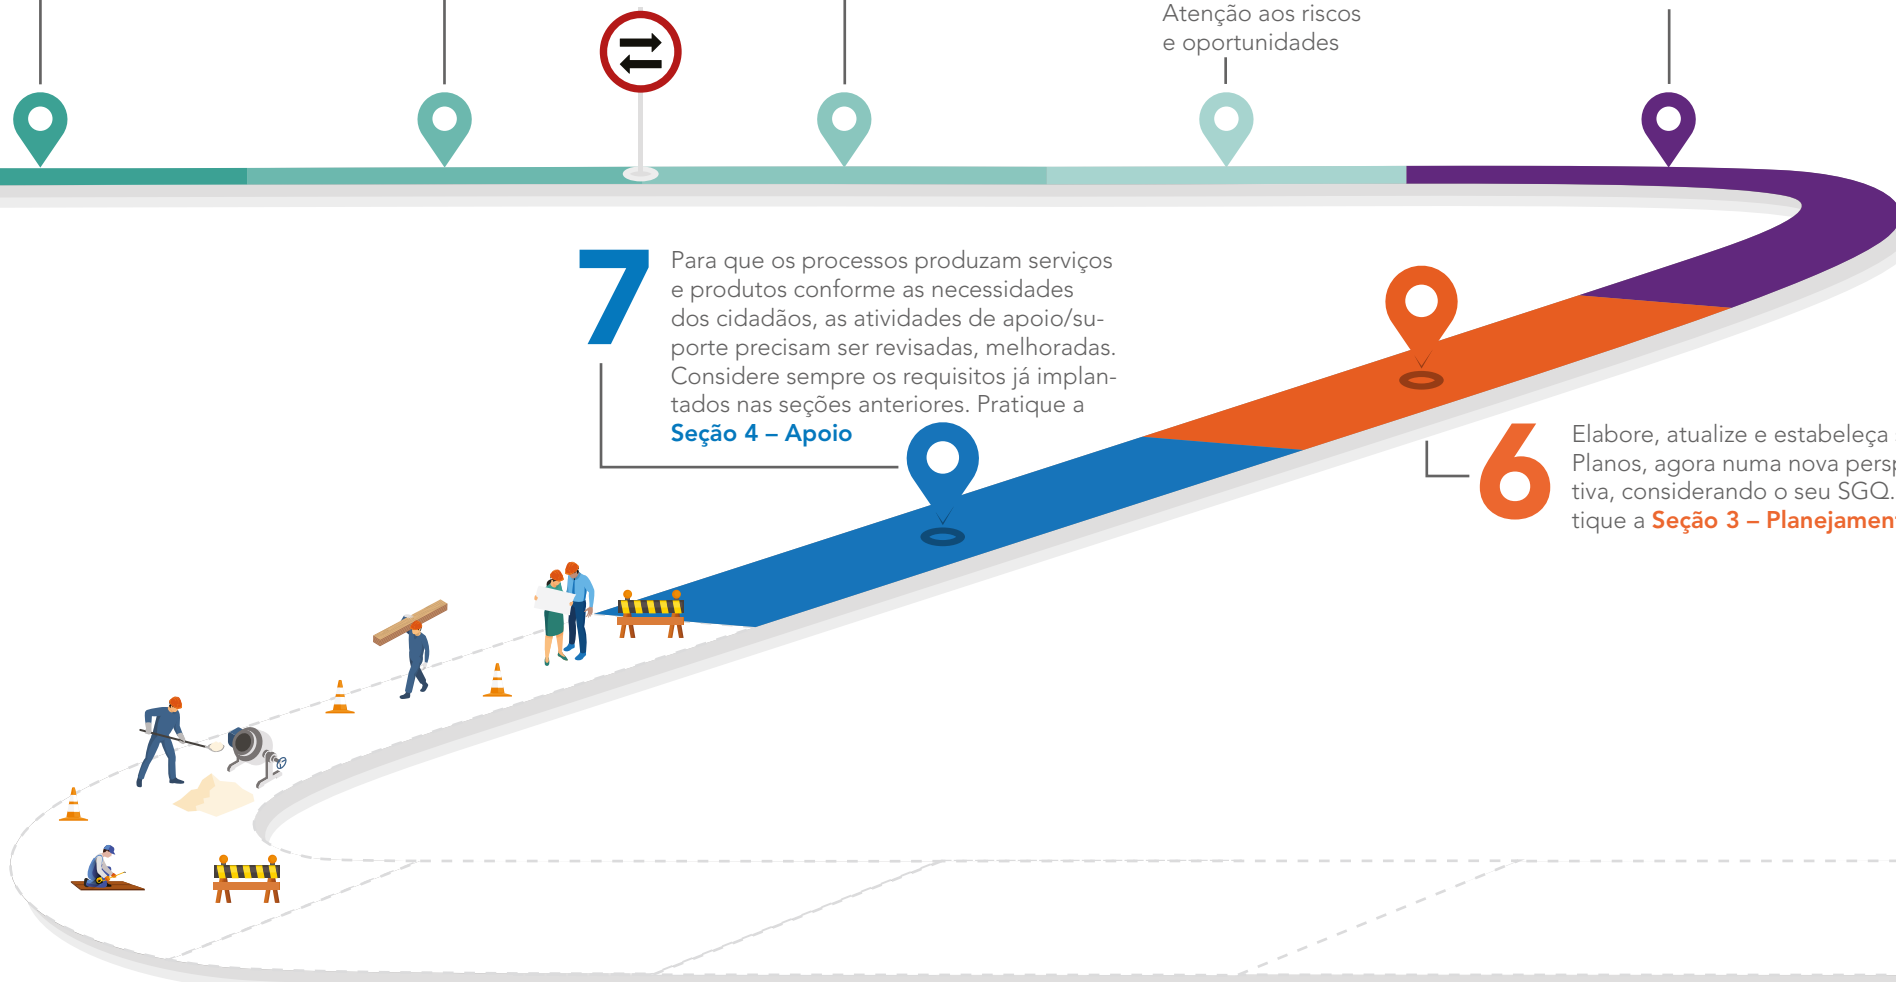 Atenção aos riscos
e oportunidades
7
Para que os processos produzam serviços
e produtos conforme as necessidades
dos cidadãos, as atividades de apoio/su-
porte precisam ser revisadas, melhoradas.
Considere sempre os requisitos já implan-
tados nas seções anteriores. Pratique a
Seção 4 – Apoio
6
Elabore, atualize e estabeleça
Planos, agora numa nova persp
tiva, considerando o seu SGQ.
tique a Seção 3 – Planejamen